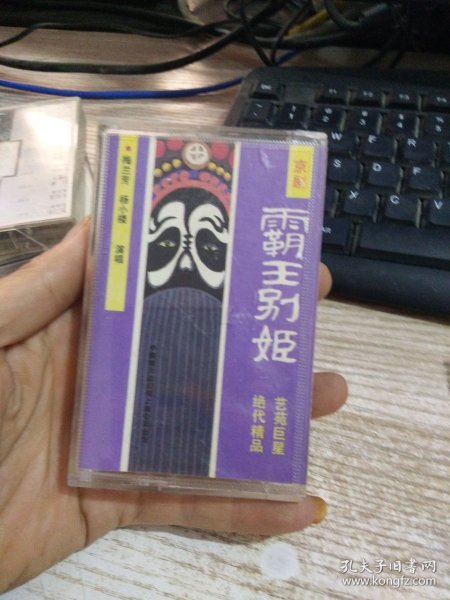 京剧
霸王别姬
艺苑巨星
绝代精品
梅兰芳 杨小楼 演唱
孔夫子旧书网
www.kongfz.com